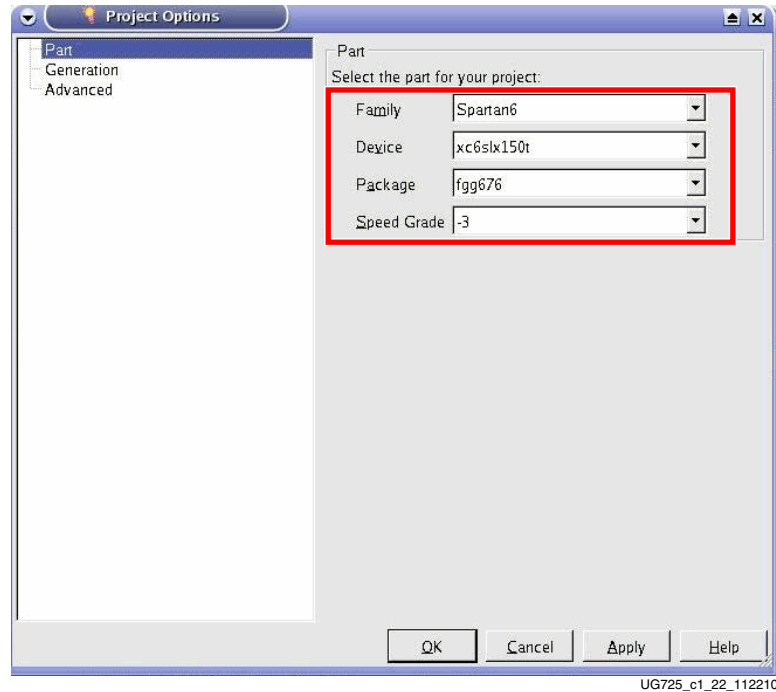 Project Options
Part
Generation
Advanced
Part
Select the part for your project:
Family Spartan6
Device xc6slx150t
Package fgg676
Speed Grade -3
OK Cancel Apply Help
UG725_c1_22_112210